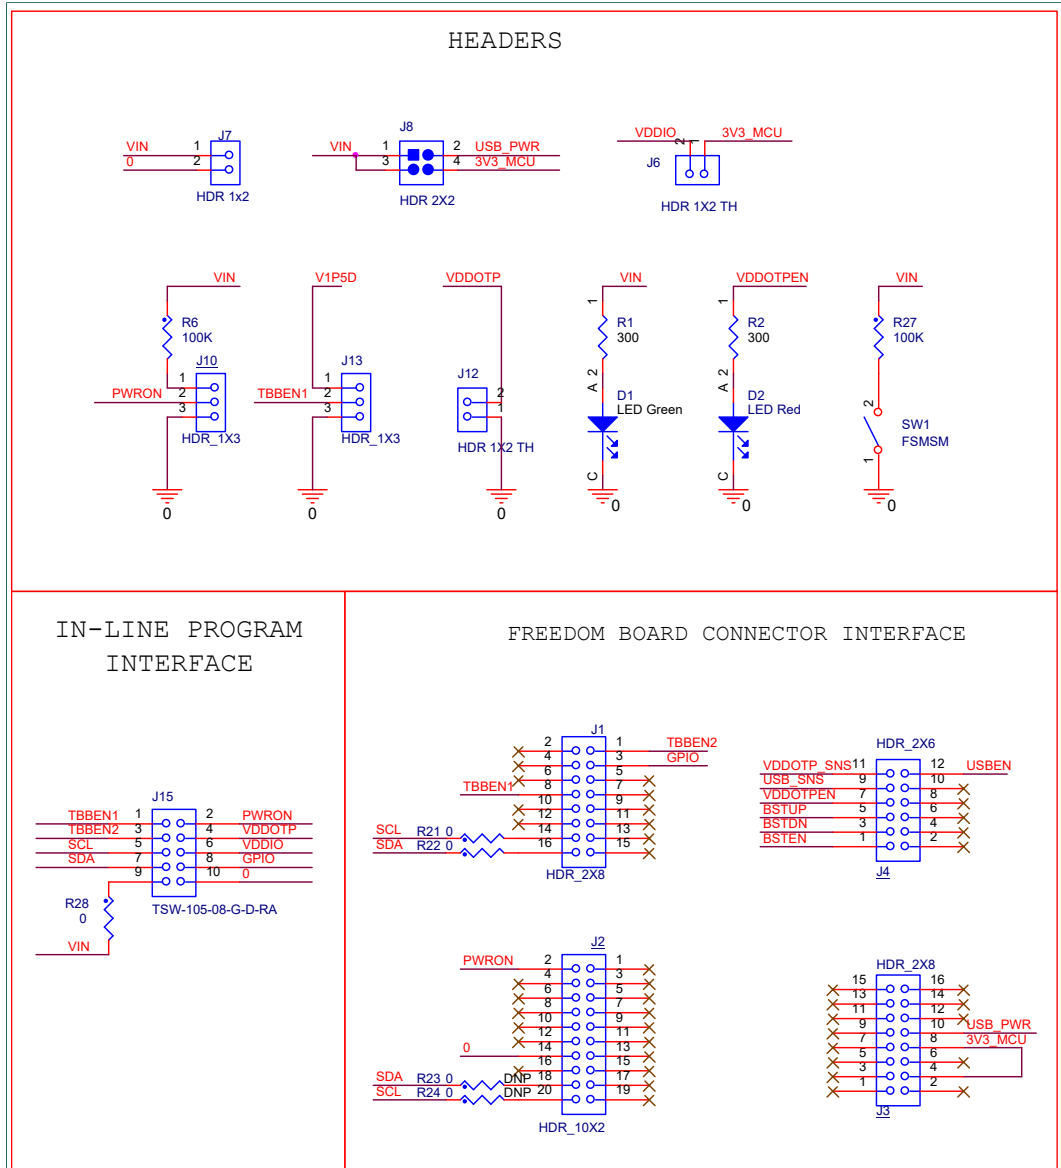 HEADERS
J7
VIN 1
0 2
HDR 1x2
J8
VIN 1 2 USB_PWR
3 4 3V3_MCU
HDR 2X2
VDDIO 2 1 3V3_MCU
J6
HDR 1X2 TH
VIN
R6
100K
J10
1
PWRON 2
3
HDR_1X3
0
V1P5D
J13
1
TBBEN1 2
3
HDR_1X3
0
VDDOTP
J12
2
1
HDR 1X2 TH
0
VIN
1
R1
300
2
A
D1
LED Green
C
0
VDDOTPEN
1
R2
300
2
A
D2
LED Red
C
0
VIN
R27
100K
2
SW1
FSMSM
1
0
IN-LINE PROGRAM
INTERFACE
J15
TBBEN1 1 2 PWRON
TBBEN2 3 4 VDDOTP
SCL 5 6 VDDIO
SDA 7 8 GPIO
9 10 0
R28
0
TSW-105-08-G-D-RA
VIN
FREEDOM BOARD CONNECTOR INTERFACE
J1
2 1 TBBEN2
4 3 GPIO
6 5
TBBEN1 8 7
10 9
12 11
SCL R21 0 14 13
SDA R22 0 16 15
HDR_2X8
HDR_2X6
VDDOTP_SNS 11 12 USBEN
USB_SNS 9 10
VDDOTPEN 7 8
BSTUP 5 6
BSTDN 3 4
BSTEN 1 2
J4
J2
PWRON 2 1
4 3
6 5
8 7
10 9
12 11
0 14 13
16 15
SDA R23 0 DNP 18 17
SCL R24 0 DNP 20 19
HDR_10X2
HDR_2X8
15 16
13 14
11 12
9 10 USB_PWR
7 8 3V3_MCU
5 6
3 4
1 2
J3